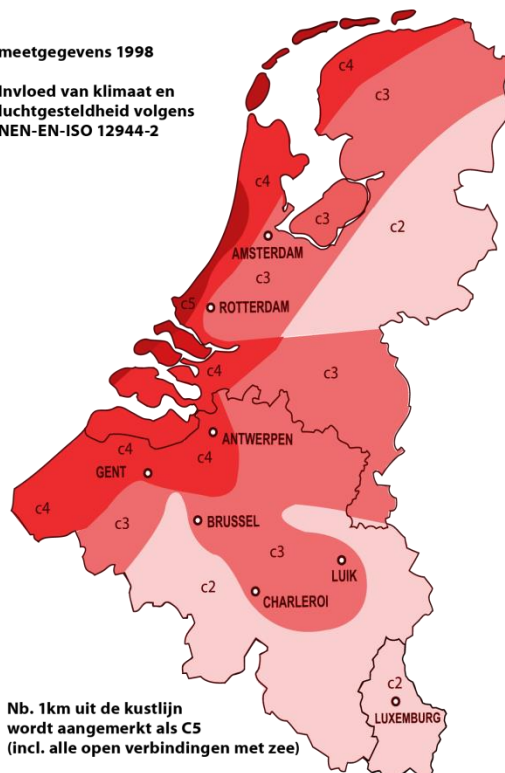 meetgegevens 1998
Invloed van klimaat en
luchtgesteldheid volgens
NEN-EN-ISO 12944-2
c4
c3
c4
c3
c2
AMSTERDAM
c3
c5
ROTTERDAM
c4
c3
ANTWERPEN
c4
c4
GENT
c4
c3
BRUSSEL
c3
LUIK
c2
CHARLEROI
c2
LUXEMBURG
Nb. 1km uit de kustlijn
wordt aangemerkt als C5
(incl. alle open verbindingen met zee)